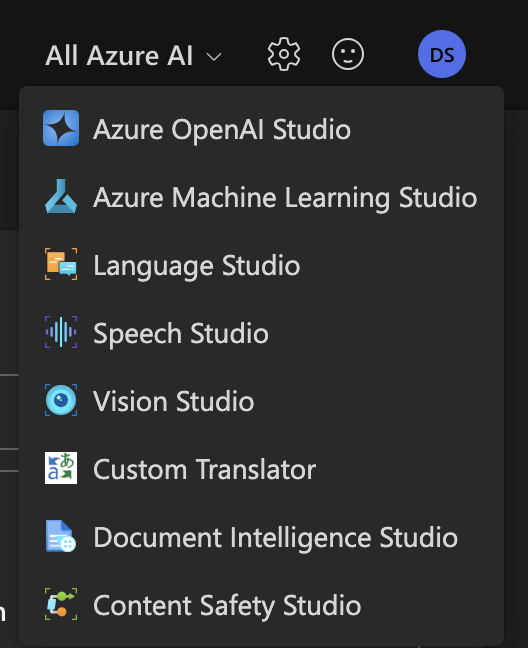 All Azure AI
DS
Azure OpenAI Studio
Azure Machine Learning Studio
Language Studio
Speech Studio
Vision Studio
Custom Translator
Document Intelligence Studio
Content Safety Studio